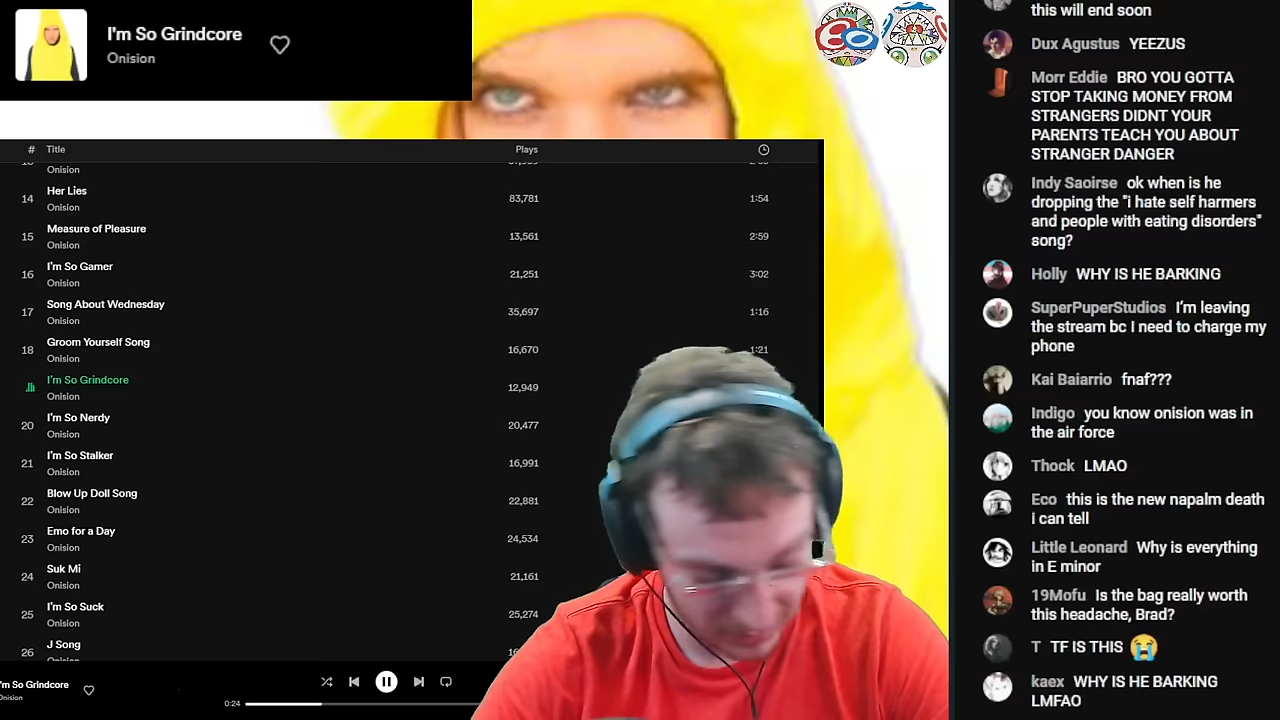 I'm So Grindcore
Onision
# Title Plays
Onision
14 Her Lies 83,781 1:54
Onision
15 Measure of Pleasure 13,561 2:59
Onision
16 I'm So Gamer 21,251 3:02
Onision
17 Song About Wednesday 35,697 1:16
Onision
18 Groom Yourself Song 16,670 1:21
Onision
I'm So Grindcore 12,949
Onision
20 I'm So Nerdy 20,477
Onision
21 I'm So Stalker 16,991
Onision
22 Blow Up Doll Song 22,881
Onision
23 Emo for a Day 24,534
Onision
24 Suk Mi 21,161
Onision
25 I'm So Suck 25,274
Onision
26 J Song
Onision
'm So Grindcore
Onision
0:24
this will end soon
Dux Agustus YEEZUS
Morr Eddie BRO YOU GOTTA
STOP TAKING MONEY FROM
STRANGERS DIDNT YOUR
PARENTS TEACH YOU ABOUT
STRANGER DANGER
Indy Saoirse ok when is he
dropping the "i hate self harmers
and people with eating disorders"
song?
Holly WHY IS HE BARKING
SuperPuperStudios I'm leaving
the stream bc I need to charge my
phone
Kai Baiarrio fnaf???
Indigo you know onision was in
the air force
Thock LMAO
Eco this is the new napalm death
i can tell
Little Leonard Why is everything
in E minor
19Mofu Is the bag really worth
this headache, Brad?
T TF IS THIS 😭
kaex WHY IS HE BARKING
LMFAO